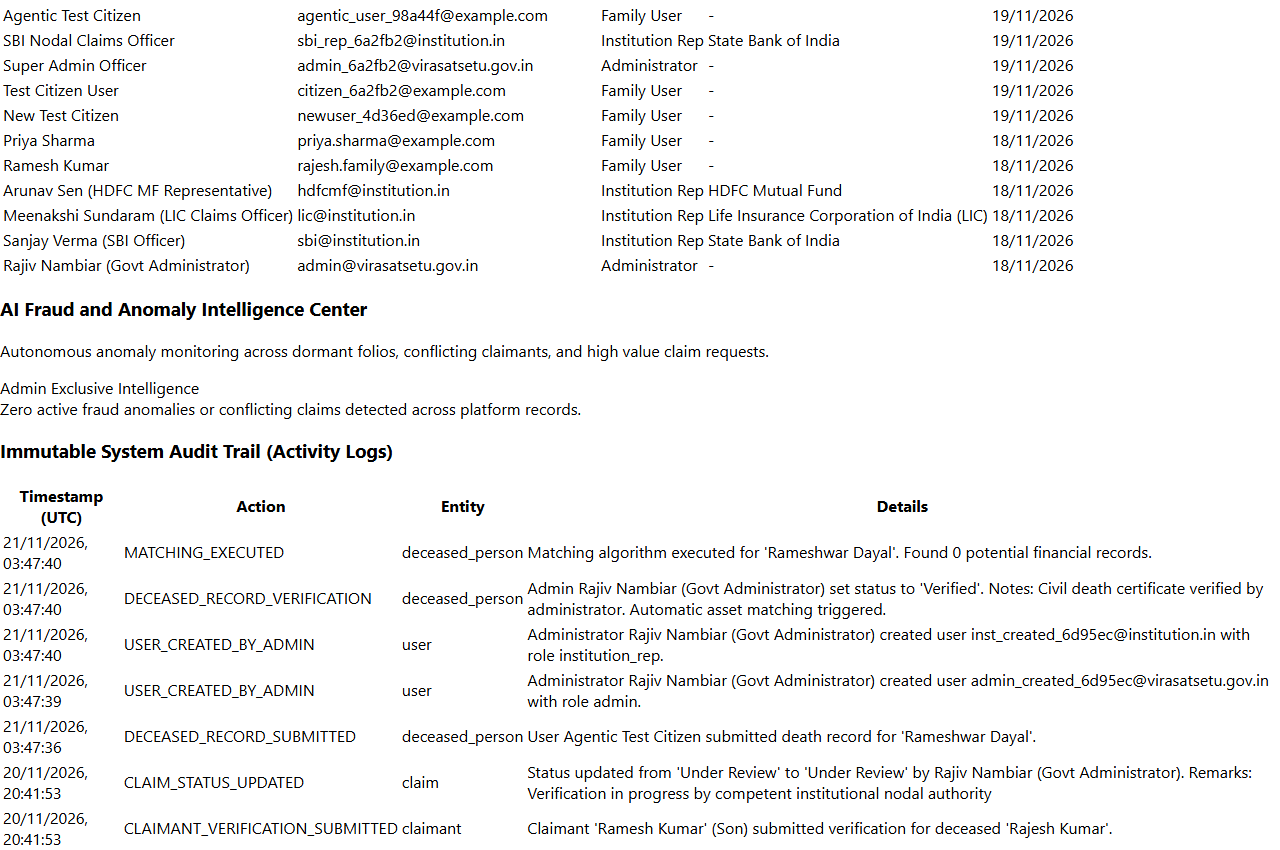 Agentic Test Citizen agentic_user_98a44f@example.com Family User - 19/11/2026
SBI Nodal Claims Officer sbi_rep_6a2fb2@institution.in Institution Rep State Bank of India 19/11/2026
Super Admin Officer admin_6a2fb2@virasatsetu.gov.in Administrator - 19/11/2026
Test Citizen User citizen_6a2fb2@example.com Family User - 19/11/2026
New Test Citizen newuser_4d36ed@example.com Family User - 19/11/2026
Priya Sharma priya.sharma@example.com Family User - 18/11/2026
Ramesh Kumar rajesh.family@example.com Family User - 18/11/2026
Arunav Sen (HDFC MF Representative) hdfcmf@institution.in Institution Rep HDFC Mutual Fund 18/11/2026
Meenakshi Sundaram (LIC Claims Officer) lic@institution.in Institution Rep Life Insurance Corporation of India (LIC) 18/11/2026
Sanjay Verma (SBI Officer) sbi@institution.in Institution Rep State Bank of India 18/11/2026
Rajiv Nambiar (Govt Administrator) admin@virasatsetu.gov.in Administrator - 18/11/2026
AI Fraud and Anomaly Intelligence Center
Autonomous anomaly monitoring across dormant folios, conflicting claimants, and high value claim requests.
Admin Exclusive Intelligence
Zero active fraud anomalies or conflicting claims detected across platform records.
Immutable System Audit Trail (Activity Logs)
Timestamp
(UTC) Action Entity Details
21/11/2026,
03:47:40 MATCHING_EXECUTED deceased_person Matching algorithm executed for 'Rameshwar Dayal'. Found 0 potential financial records.
21/11/2026,
03:47:40 DECEASED_RECORD_VERIFICATION deceased_person Admin Rajiv Nambiar (Govt Administrator) set status to 'Verified'. Notes: Civil death certificate verified by
administrator. Automatic asset matching triggered.
21/11/2026,
03:47:40 USER_CREATED_BY_ADMIN user Administrator Rajiv Nambiar (Govt Administrator) created user inst_created_6d95ec@institution.in with
role institution_rep.
21/11/2026,
03:47:39 USER_CREATED_BY_ADMIN user Administrator Rajiv Nambiar (Govt Administrator) created user admin_created_6d95ec@virasatsetu.gov.in
with role admin.
21/11/2026,
03:47:36 DECEASED_RECORD_SUBMITTED deceased_person User Agentic Test Citizen submitted death record for 'Rameshwar Dayal'.
20/11/2026,
20:41:53 CLAIM_STATUS_UPDATED claim Status updated from 'Under Review' to 'Under Review' by Rajiv Nambiar (Govt Administrator). Remarks:
Verification in progress by competent institutional nodal authority
20/11/2026,
20:41:53 CLAIMANT_VERIFICATION_SUBMITTED claimant Claimant 'Ramesh Kumar' (Son) submitted verification for deceased 'Rajesh Kumar'.